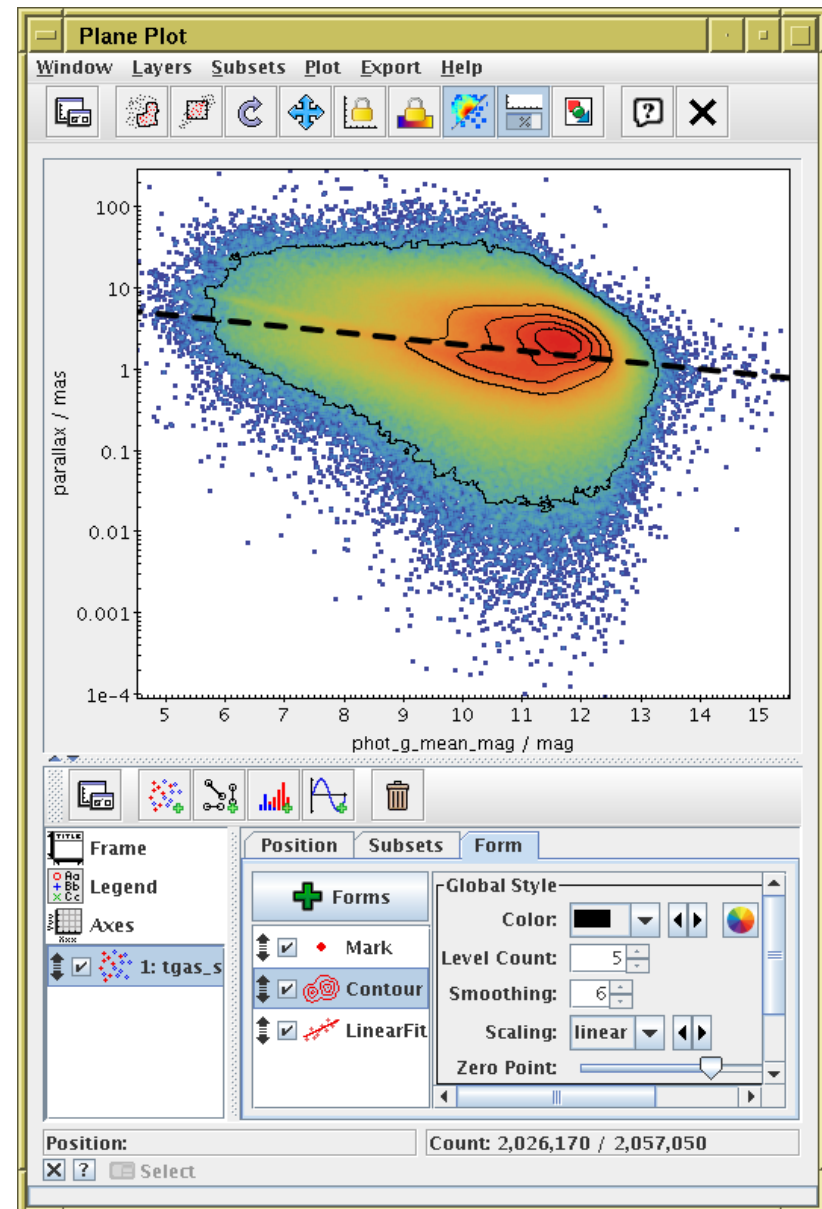 Plane Plot
Window Layers Subsets Plot Export Help
%
100
10
1
0.1
0.01
0.001
1e-4
parallax / mas
5 6 7 8 9 10 11 12 13 14 15
phot_g_mean_mag / mag
TITLE
Frame
Aa
Bb
Cc
Legend
Yyy
Xxx
Axes
1: tgas_s
Position Subsets Form
Forms
Mark
Contour
LinearFit
Global Style
Color:
Level Count: 5
Smoothing: 6
Scaling: linear
Zero Point:
Position:
Count: 2,026,170 / 2,057,050
Select